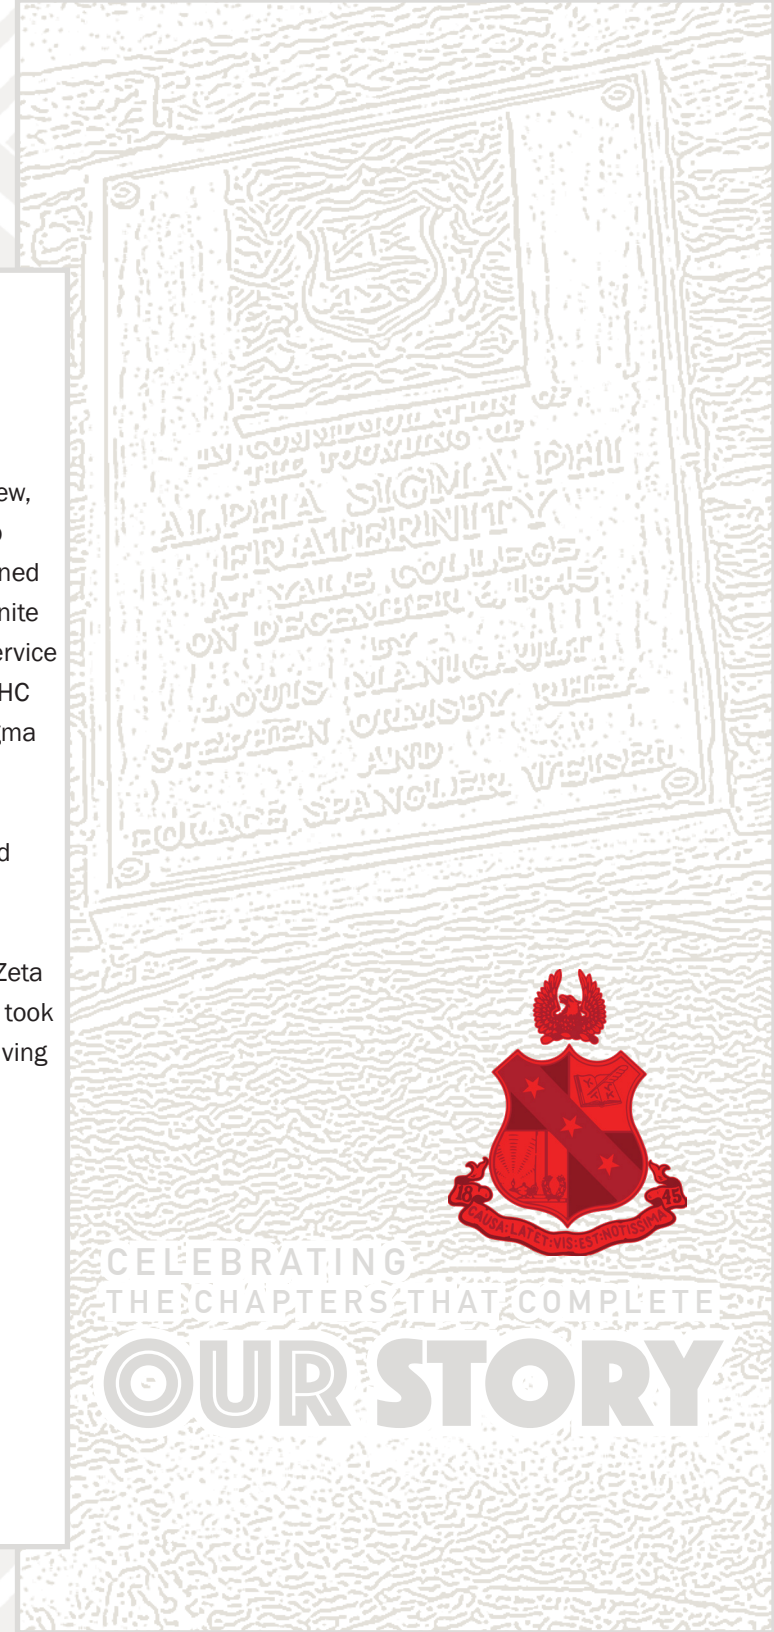 ew,
ned
nite
ervice
HC
gma
d
Zeta
took
ving
IN COMMEMORATION OF
THE FOUNDING OF
ALPHA SIGMA PHI
FRATERNITY
AT YALE COLLEGE
ON DECEMBER 6, 1845
BY
LOUIS MANIGAULT
STEPHEN ORMSBY RHEA
AND
HORACE SPANGLER WEISER
18 45
CAUSA:LATET:VIS:EST:NOTISSIMA
CELEBRATING
THE CHAPTERS THAT COMPLETE
OUR STORY